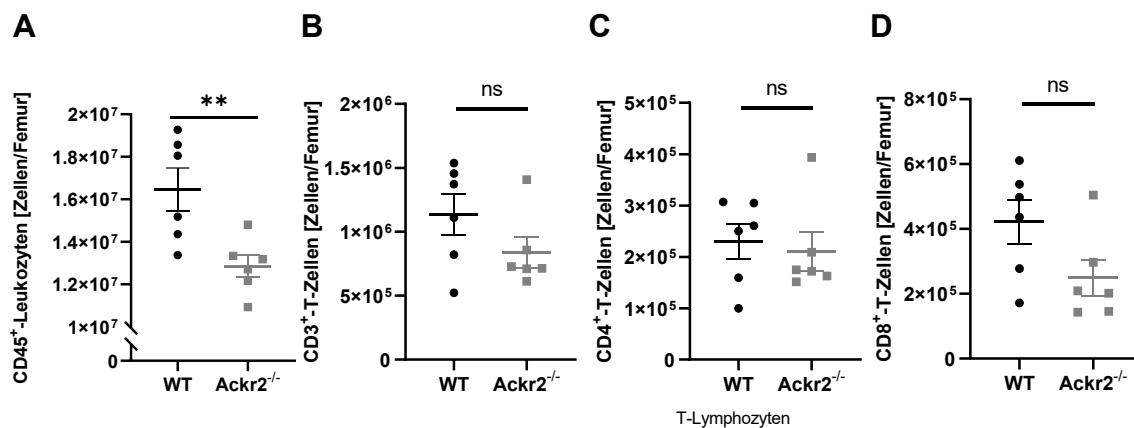 A
CD45⁺-Leukozyten [Zellen/Femur]
2×10⁷
1.8×10⁷
1.6×10⁷
1.4×10⁷
1.2×10⁷
1×10⁷
0
**
WT Ackr2⁻/⁻
B
CD3⁺-T-Zellen [Zellen/Femur]
2×10⁶
2×10⁶
1×10⁶
5×10⁵
0
ns
WT Ackr2⁻/⁻
C
CD4⁺-T-Zellen [Zellen/Femur]
5×10⁵
4×10⁵
3×10⁵
2×10⁵
1×10⁵
0
ns
WT Ackr2⁻/⁻
D
CD8⁺-T-Zellen [Zellen/Femur]
8×10⁵
6×10⁵
4×10⁵
2×10⁵
0
ns
WT Ackr2⁻/⁻
T-Lymphozyten